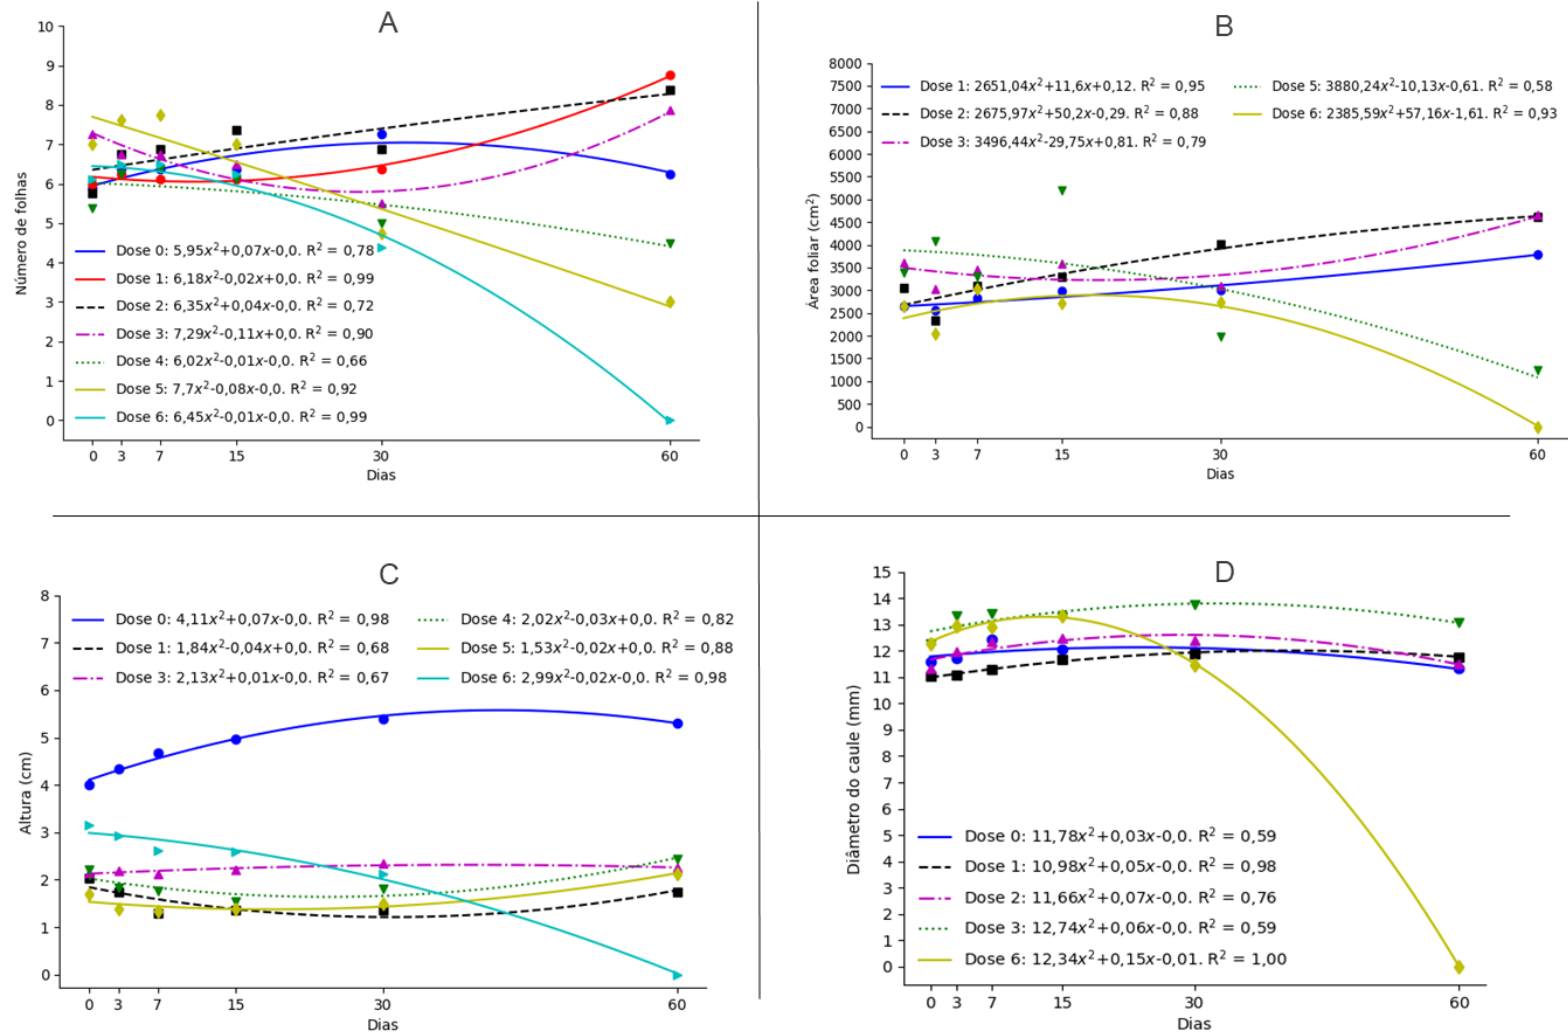 A
10
9
8
7
6
5
4
3
2
1
0
Número de folhas
Dose 0: 5,95x²+0,07x-0,0. R² = 0,78
Dose 1: 6,18x²-0,02x+0,0. R² = 0,99
Dose 2: 6,35x²+0,04x-0,0. R² = 0,72
Dose 3: 7,29x²-0,11x+0,0. R² = 0,90
Dose 4: 6,02x²-0,01x-0,0. R² = 0,66
Dose 5: 7,7x²-0,08x-0,0. R² = 0,92
Dose 6: 6,45x²-0,01x-0,0. R² = 0,99
0 3 7 15 30 60
Dias
B
8000
7500
7000
6500
6000
5500
5000
4500
4000
3500
3000
2500
2000
1500
1000
500
0
Área foliar (cm²)
Dose 1: 2651,04x²+11,6x+0,12. R² = 0,95
Dose 2: 2675,97x²+50,2x-0,29. R² = 0,88
Dose 3: 3496,44x²-29,75x+0,81. R² = 0,79
Dose 5: 3880,24x²-10,13x-0,61. R² = 0,58
Dose 6: 2385,59x²+57,16x-1,61. R² = 0,93
0 3 7 15 30 60
Dias
C
8
7
6
5
4
3
2
1
0
Altura (cm)
Dose 0: 4,11x²+0,07x-0,0. R² = 0,98
Dose 1: 1,84x²-0,04x+0,0. R² = 0,68
Dose 3: 2,13x²+0,01x-0,0. R² = 0,67
Dose 4: 2,02x²-0,03x+0,0. R² = 0,82
Dose 5: 1,53x²-0,02x+0,0. R² = 0,88
Dose 6: 2,99x²-0,02x-0,0. R² = 0,98
0 3 7 15 30 60
Dias
D
15
14
13
12
11
10
9
8
7
6
5
4
3
2
1
0
Diâmetro do caule (mm)
Dose 0: 11,78x²+0,03x-0,0. R² = 0,59
Dose 1: 10,98x²+0,05x-0,0. R² = 0,98
Dose 2: 11,66x²+0,07x-0,0. R² = 0,76
Dose 3: 12,74x²+0,06x-0,0. R² = 0,59
Dose 6: 12,34x²+0,15x-0,01. R² = 1,00
0 3 7 15 30 60
Dias